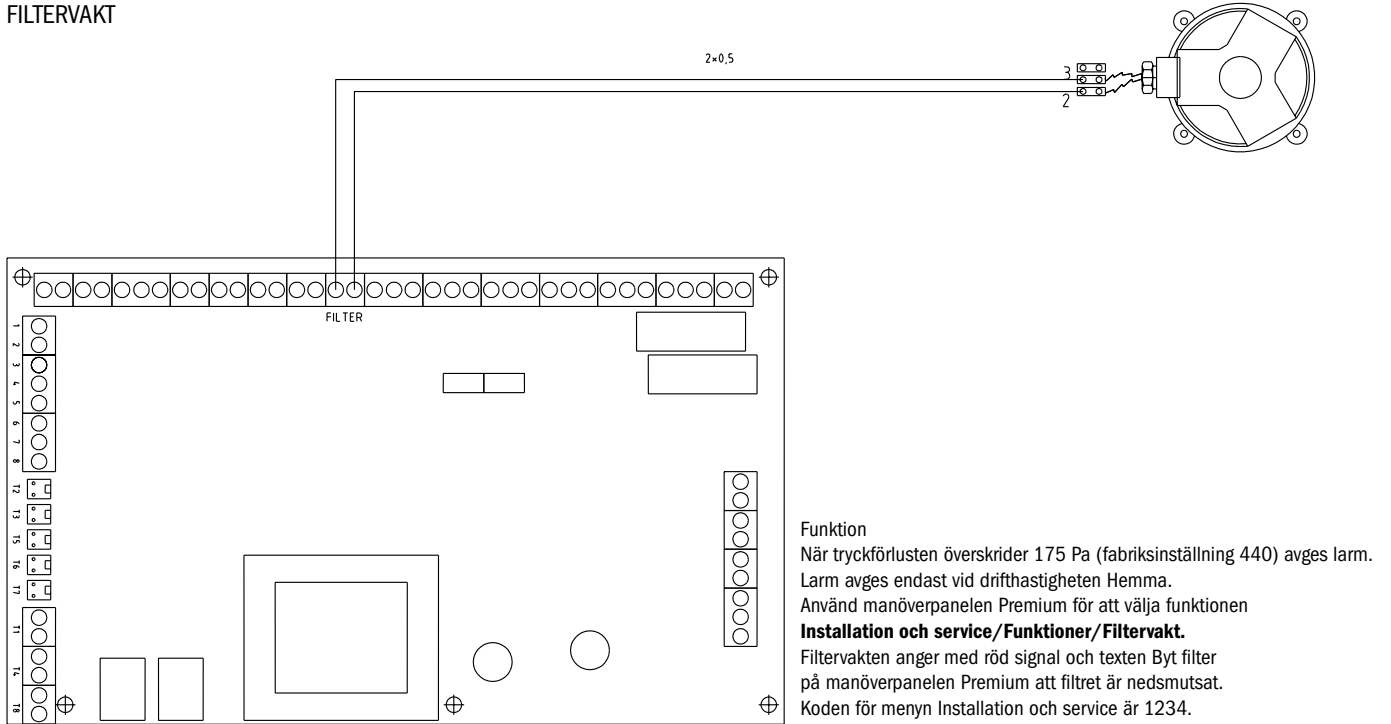 FILTERVAKT
2×0,5
3
2
FILTER
1
2
3
4
5
6
7
8
T2
T3
T5
T6
T7
T1
T4
T8
Funktion
När tryckförlusten överskrider 175 Pa (fabriksinställning 440) avges larm.
Larm avges endast vid drifthastigheten Hemma.
Använd manöverpanelen Premium för att välja funktionen
Installation och service/Funktioner/Filtervakt.
Filtervakten anger med röd signal och texten Byt filter
på manöverpanelen Premium att filtret är nedsmutsat.
Koden för menyn Installation och service är 1234.